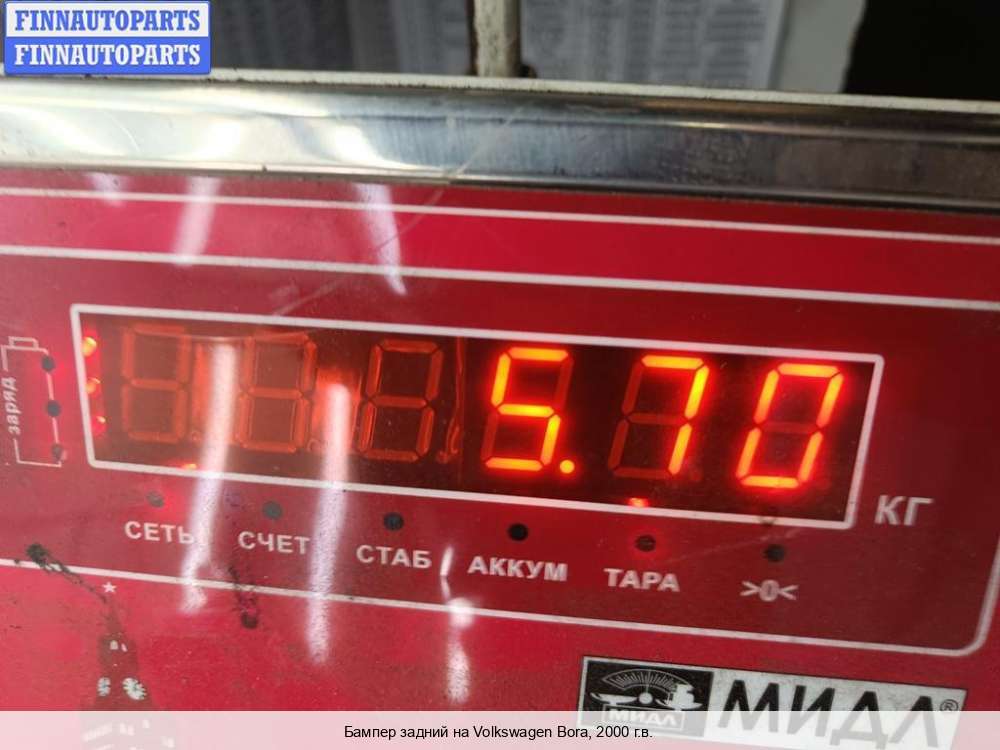 FINNAUTOPARTS
FINNAUTOPARTS
заряд
5.70
КГ
СЕТЬ СЧЕТ СТАБ АККУМ ТАРА >0<
МИДЛ
МИДЛ®
Бампер задний на Volkswagen Bora, 2000 г.в.